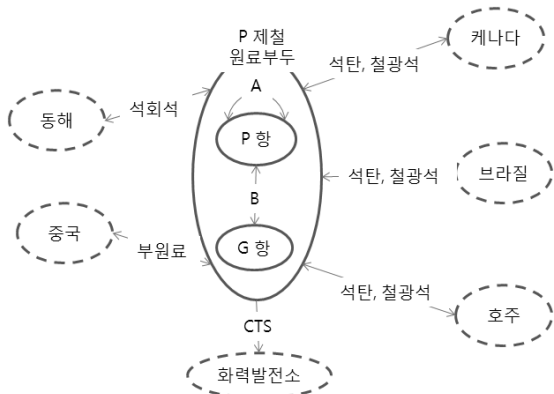 P 제철
원료부두
케나다
석탄, 철광석
A
석회석
동해
P 항
석탄, 철광석
브라질
B
중국
부원료
G 항
석탄, 철광석
호주
CTS
화력발전소